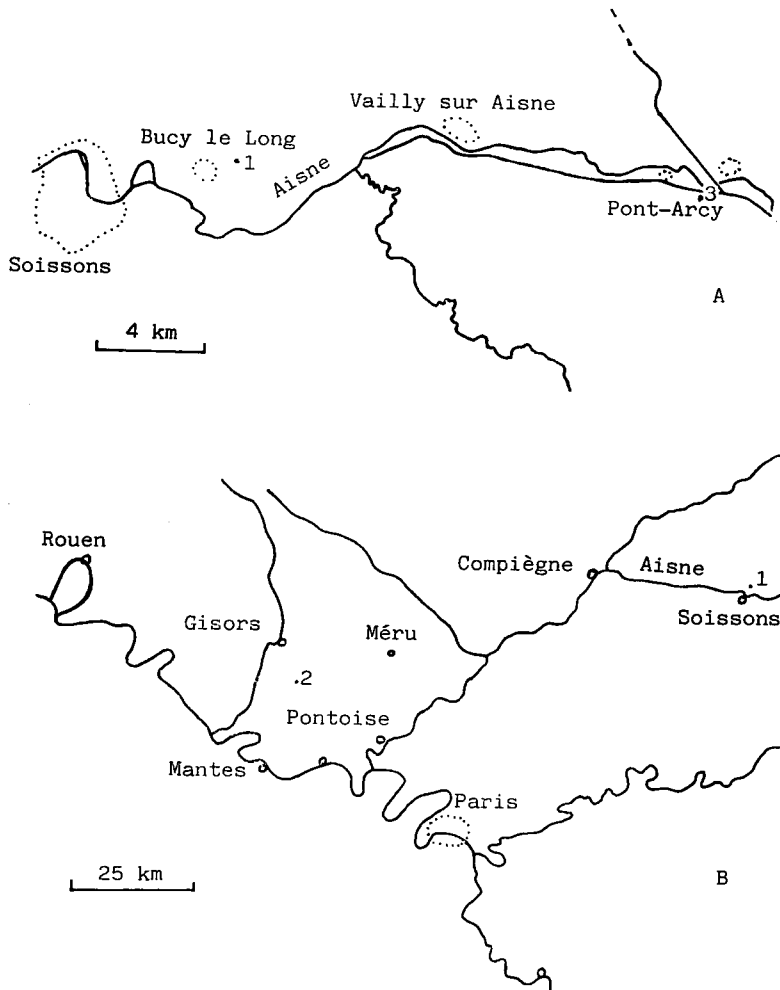 Vailly sur Aisne
Bucy le Long
.1
Aisne
3
Pont-Arcy
Soissons
A
4 km
Rouen
Compiègne
Aisne
.1
Soissons
Gisors
Méru
.2
Pontoise
Mantes
Paris
25 km
B